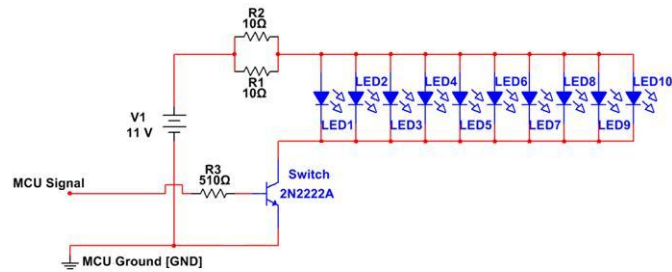 R2
10Ω
R1
10Ω
V1
11 V
LED2
LED4
LED6
LED8
LED10
LED1
LED3
LED5
LED7
LED9
R3
510Ω
Switch
2N2222A
MCU Signal
MCU Ground [GND]